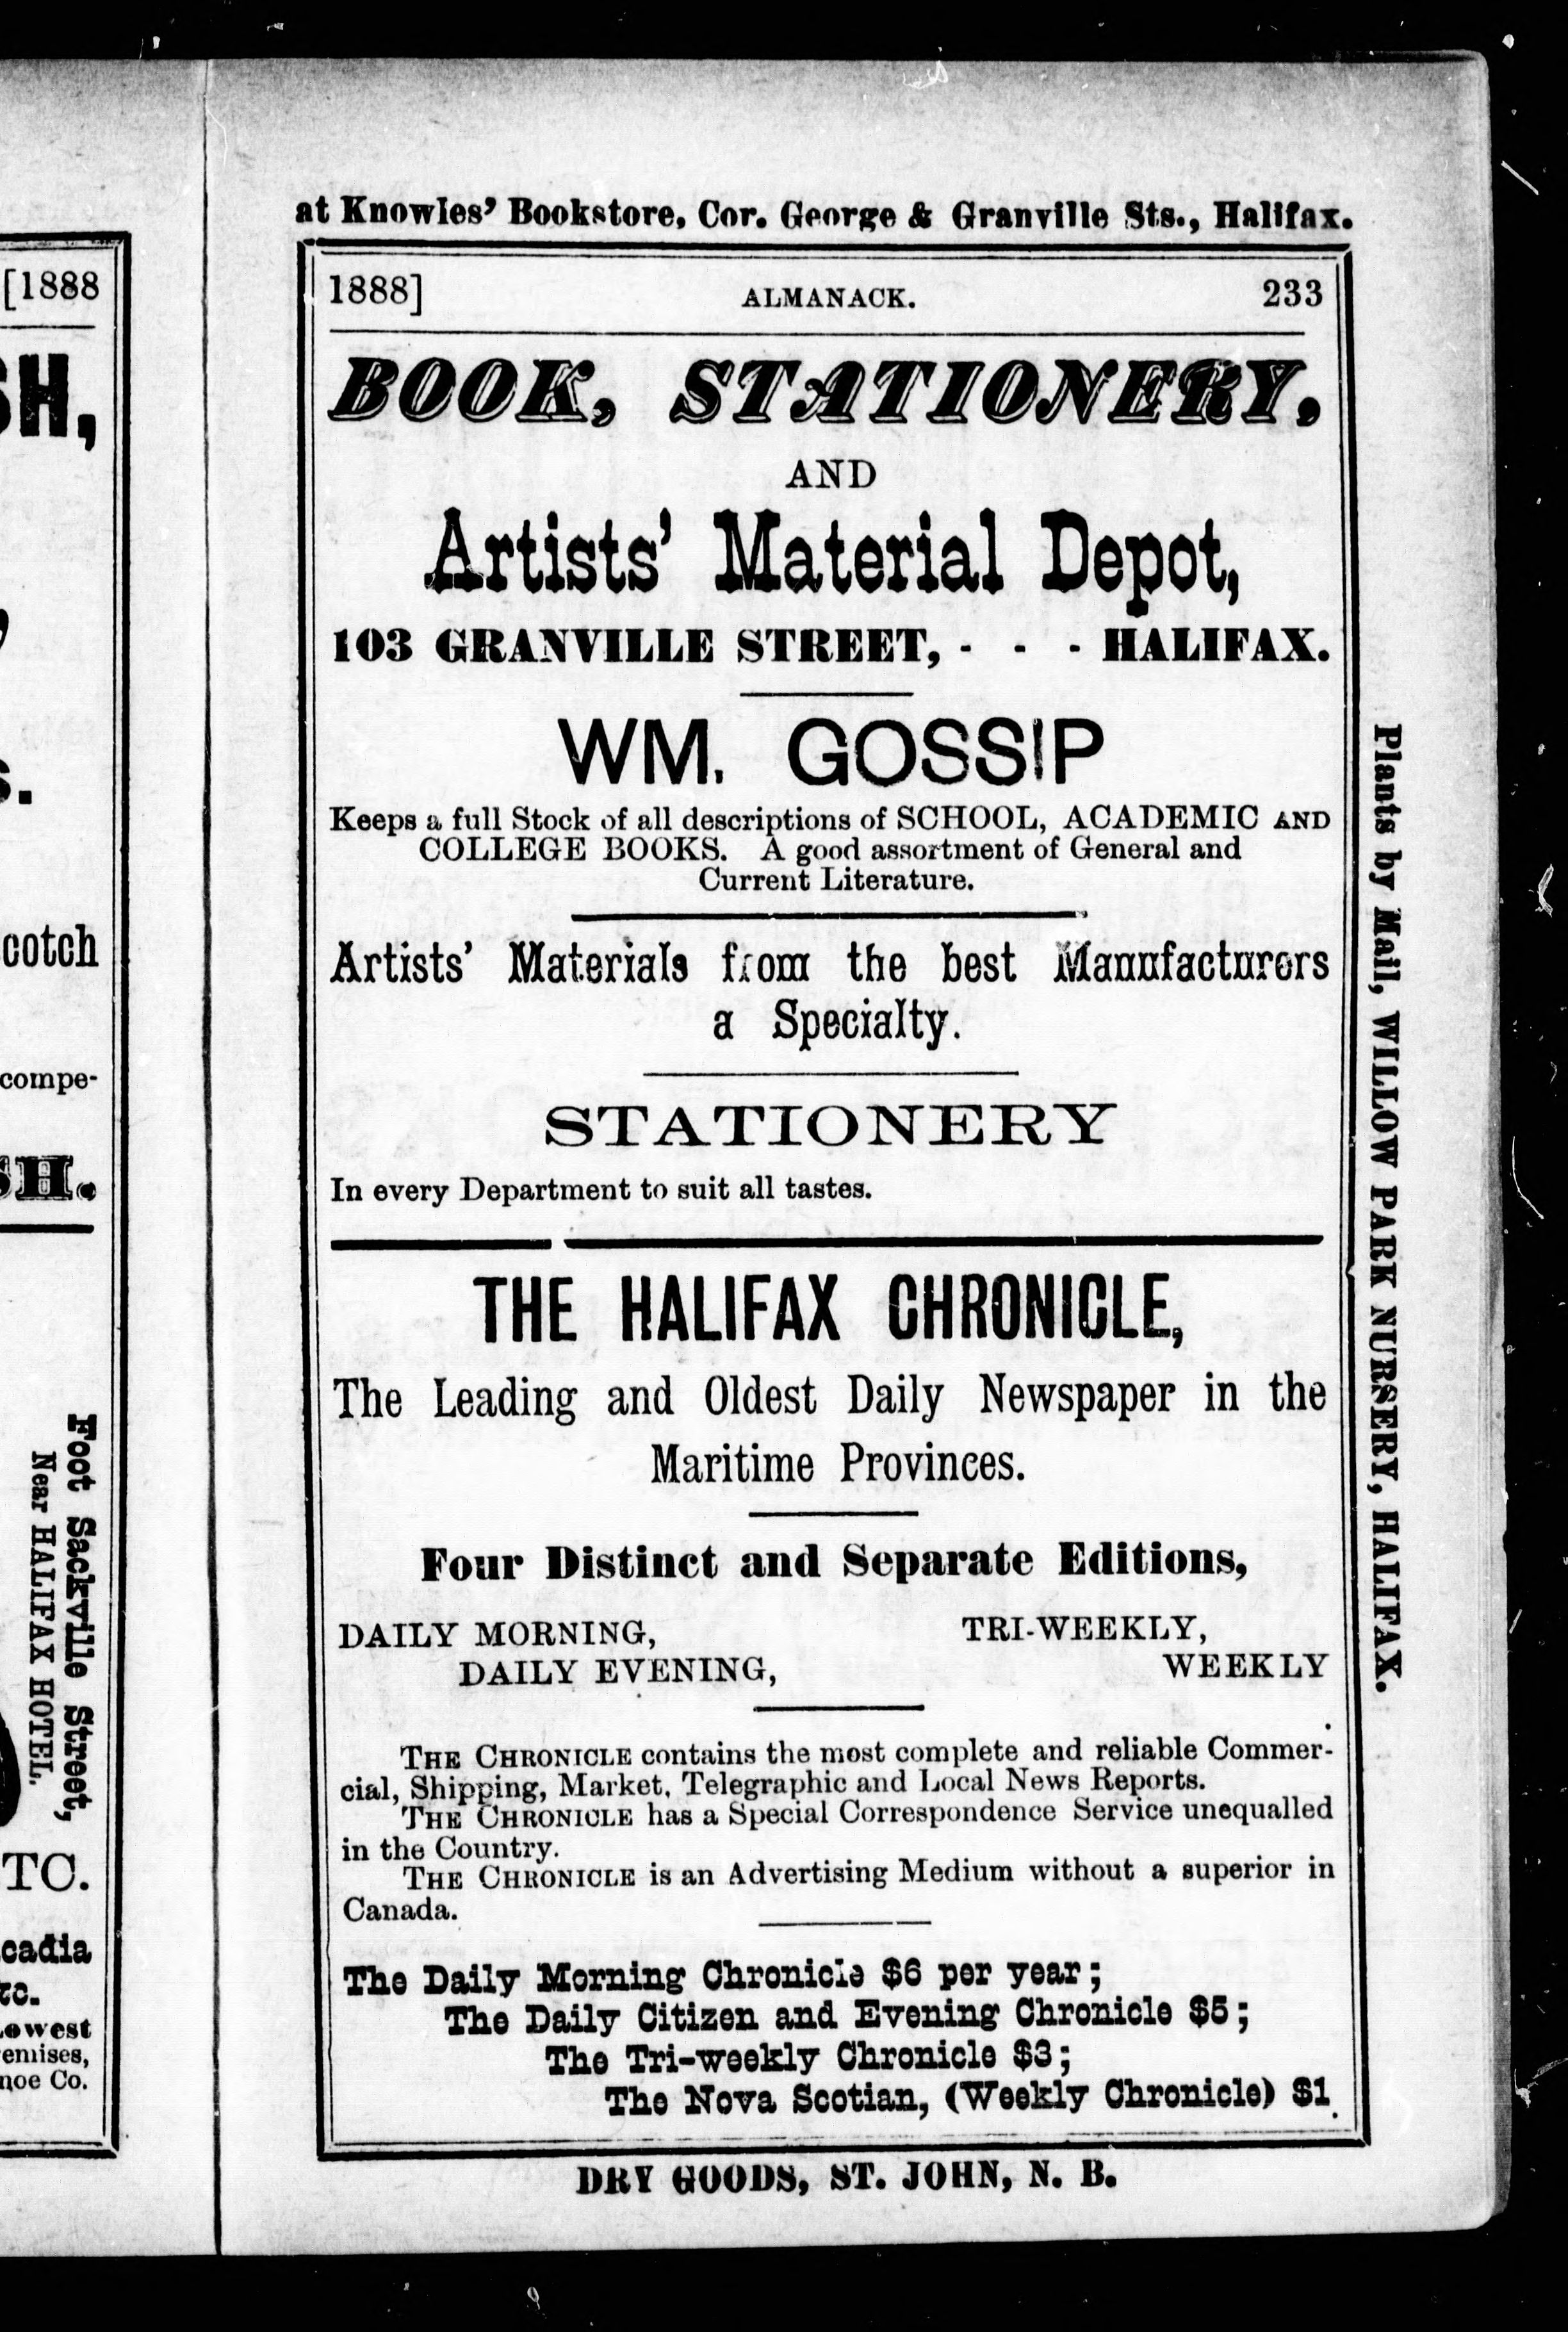 [1888
SH,
s.
cotch
compe-
SH.
Foot Sackville Street,
Near HALIFAX HOTEL.
TC.
cadia
tc.
Lowest
emises,
noe Co.
at Knowles' Bookstore, Cor. George & Granville Sts., Halifax.
1888] ALMANACK. 233
BOOK, STATIONERY,
AND
Artists' Material Depot,
103 GRANVILLE STREET, - - - HALIFAX.
WM. GOSSIP
Keeps a full Stock of all descriptions of SCHOOL, ACADEMIC AND
COLLEGE BOOKS. A good assortment of General and
Current Literature.
Artists' Materials from the best Manufacturers
a Specialty.
STATIONERY
In every Department to suit all tastes.
THE HALIFAX CHRONICLE,
The Leading and Oldest Daily Newspaper in the
Maritime Provinces.
Four Distinct and Separate Editions,
DAILY MORNING, TRI-WEEKLY,
DAILY EVENING, WEEKLY
THE CHRONICLE contains the most complete and reliable Commer-
cial, Shipping, Market, Telegraphic and Local News Reports.
THE CHRONICLE has a Special Correspondence Service unequalled
in the Country.
THE CHRONICLE is an Advertising Medium without a superior in
Canada.
The Daily Morning Chronicle $6 per year;
The Daily Citizen and Evening Chronicle $5;
The Tri-weekly Chronicle $3;
The Nova Scotian, (Weekly Chronicle) $1.
DRY GOODS, ST. JOHN, N. B.
Plants by Mail, WILLOW PARK NURSERY, HALIFAX.